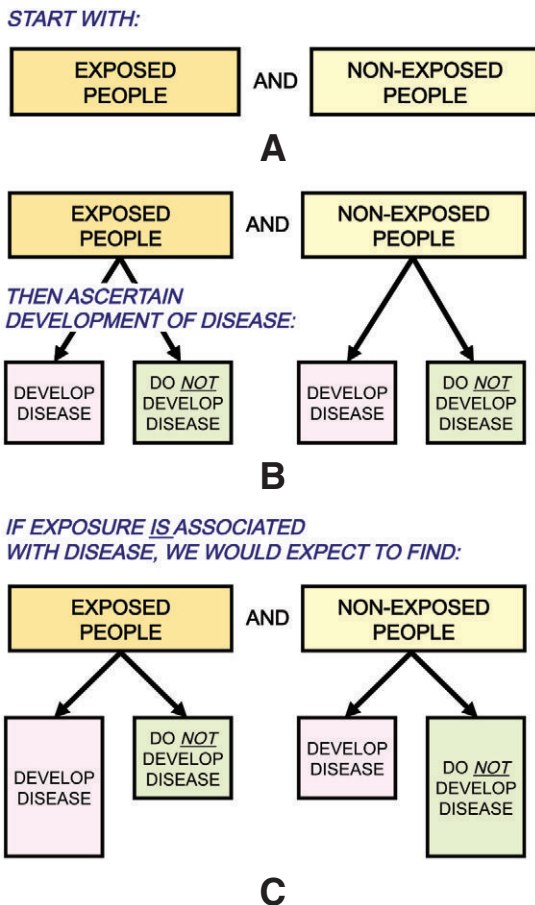 START WITH:
EXPOSED
PEOPLE
AND
NON-EXPOSED
PEOPLE
A
EXPOSED
PEOPLE
AND
NON-EXPOSED
PEOPLE
THEN ASCERTAIN
DEVELOPMENT OF DISEASE:
DEVELOP
DISEASE
DO NOT
DEVELOP
DISEASE
DEVELOP
DISEASE
DO NOT
DEVELOP
DISEASE
B
IF EXPOSURE IS ASSOCIATED
WITH DISEASE, WE WOULD EXPECT TO FIND:
EXPOSED
PEOPLE
AND
NON-EXPOSED
PEOPLE
DEVELOP
DISEASE
DO NOT
DEVELOP
DISEASE
DEVELOP
DISEASE
DO NOT
DEVELOP
DISEASE
C